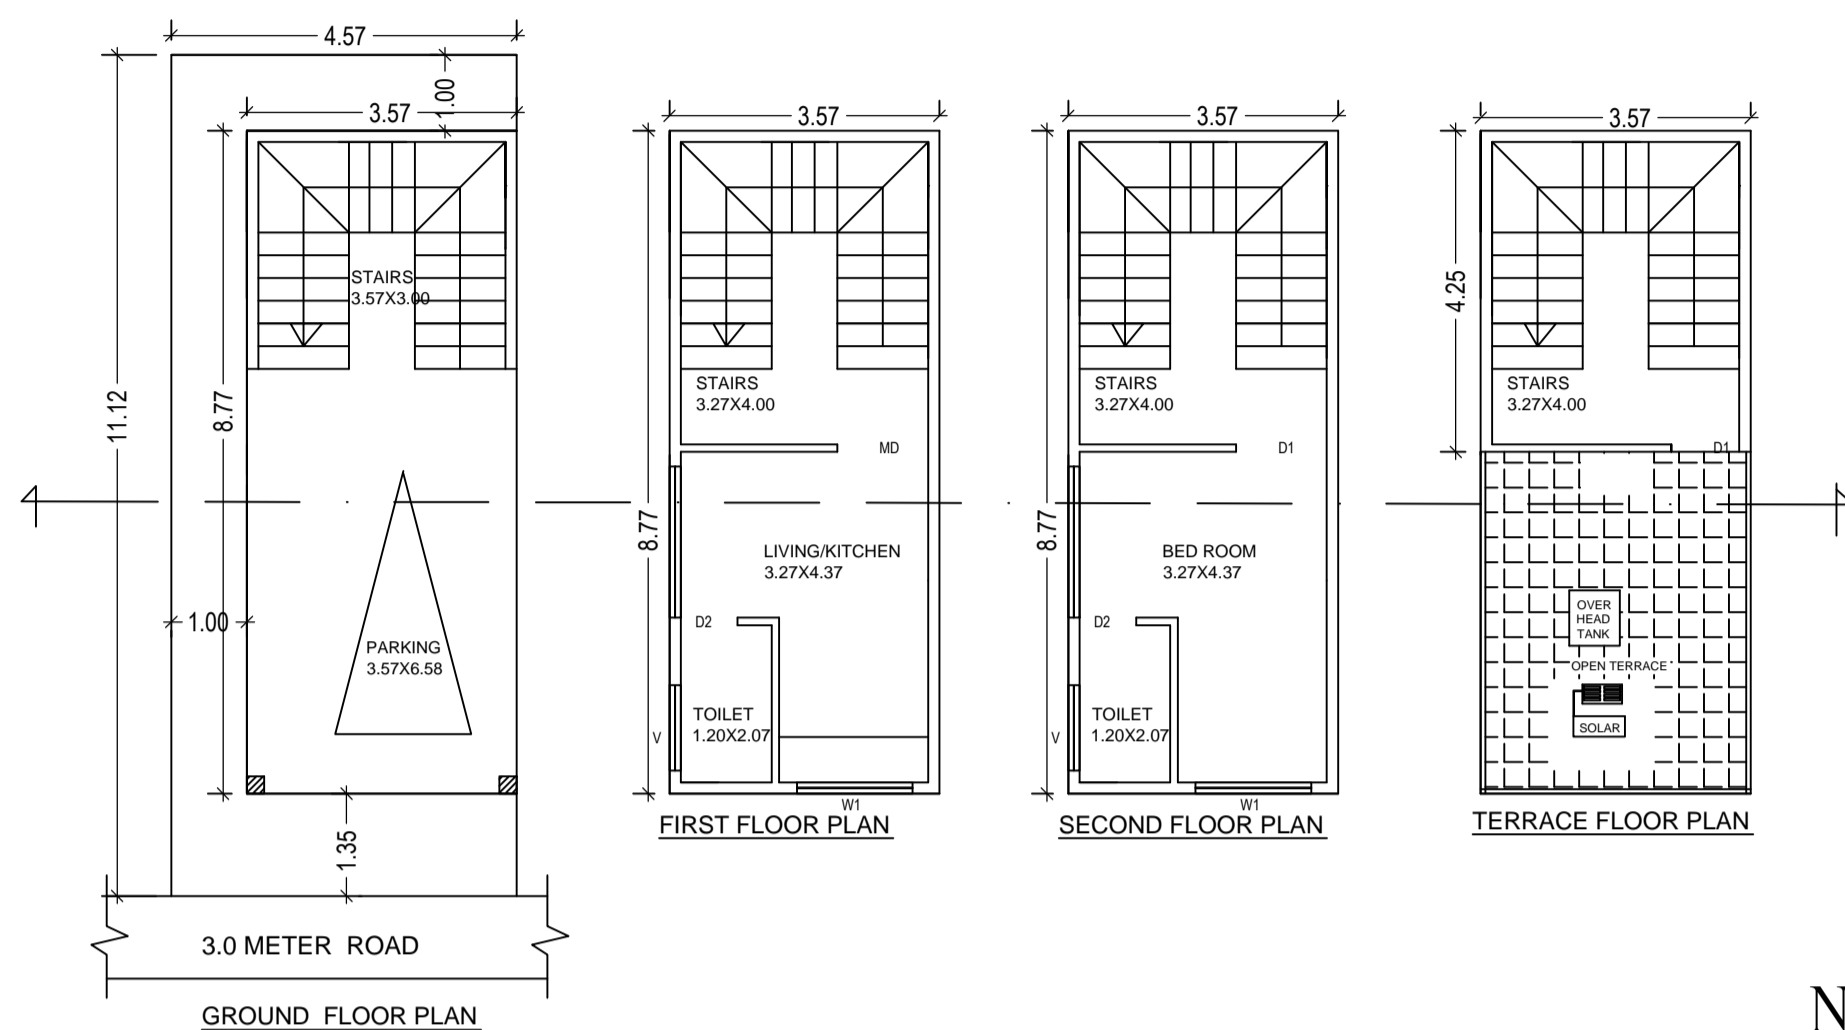 4.57
1.00
3.57
11.12
8.77
STAIRS
3.57X3.00
1.00
PARKING
3.57X6.58
1.35
3.0 METER ROAD
GROUND FLOOR PLAN
3.57
8.77
STAIRS
3.27X4.00
MD
LIVING/KITCHEN
3.27X4.37
D2
TOILET
1.20X2.07
V
W1
FIRST FLOOR PLAN
3.57
8.77
STAIRS
3.27X4.00
D1
BED ROOM
3.27X4.37
D2
TOILET
1.20X2.07
V
W1
SECOND FLOOR PLAN
3.57
4.25
STAIRS
3.27X4.00
D1
OVER
HEAD
TANK
OPEN TERRACE
SOLAR
TERRACE FLOOR PLAN
N